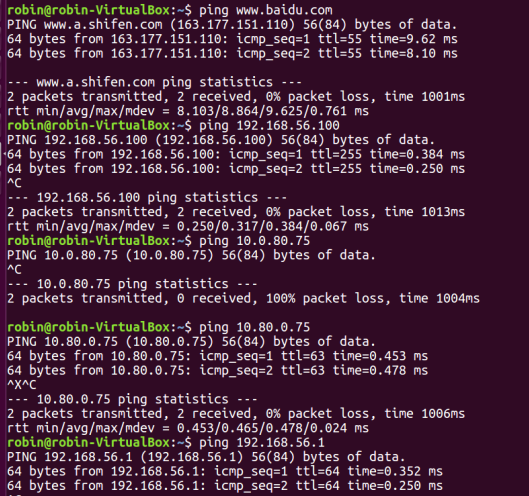 robin@robin-VirtualBox:~$ ping www.baidu.com
PING www.a.shifen.com (163.177.151.110) 56(84) bytes of data.
64 bytes from 163.177.151.110: icmp_seq=1 ttl=55 time=9.62 ms
64 bytes from 163.177.151.110: icmp_seq=2 ttl=55 time=8.10 ms
--- www.a.shifen.com ping statistics ---
2 packets transmitted, 2 received, 0% packet loss, time 1001ms
rtt min/avg/max/mdev = 8.103/8.864/9.625/0.761 ms
robin@robin-VirtualBox:~$ ping 192.168.56.100
PING 192.168.56.100 (192.168.56.100) 56(84) bytes of data.
64 bytes from 192.168.56.100: icmp_seq=1 ttl=255 time=0.384 ms
64 bytes from 192.168.56.100: icmp_seq=2 ttl=255 time=0.250 ms
^C
--- 192.168.56.100 ping statistics ---
2 packets transmitted, 2 received, 0% packet loss, time 1013ms
rtt min/avg/max/mdev = 0.250/0.317/0.384/0.067 ms
robin@robin-VirtualBox:~$ ping 10.0.80.75
PING 10.0.80.75 (10.0.80.75) 56(84) bytes of data.
^C
--- 10.0.80.75 ping statistics ---
2 packets transmitted, 0 received, 100% packet loss, time 1004ms
robin@robin-VirtualBox:~$ ping 10.80.0.75
PING 10.80.0.75 (10.80.0.75) 56(84) bytes of data.
64 bytes from 10.80.0.75: icmp_seq=1 ttl=63 time=0.453 ms
64 bytes from 10.80.0.75: icmp_seq=2 ttl=63 time=0.478 ms
^X^C
--- 10.80.0.75 ping statistics ---
2 packets transmitted, 2 received, 0% packet loss, time 1006ms
rtt min/avg/max/mdev = 0.453/0.465/0.478/0.024 ms
robin@robin-VirtualBox:~$ ping 192.168.56.1
PING 192.168.56.1 (192.168.56.1) 56(84) bytes of data.
64 bytes from 192.168.56.1: icmp_seq=1 ttl=64 time=0.352 ms
64 bytes from 192.168.56.1: icmp_seq=2 ttl=64 time=0.250 ms